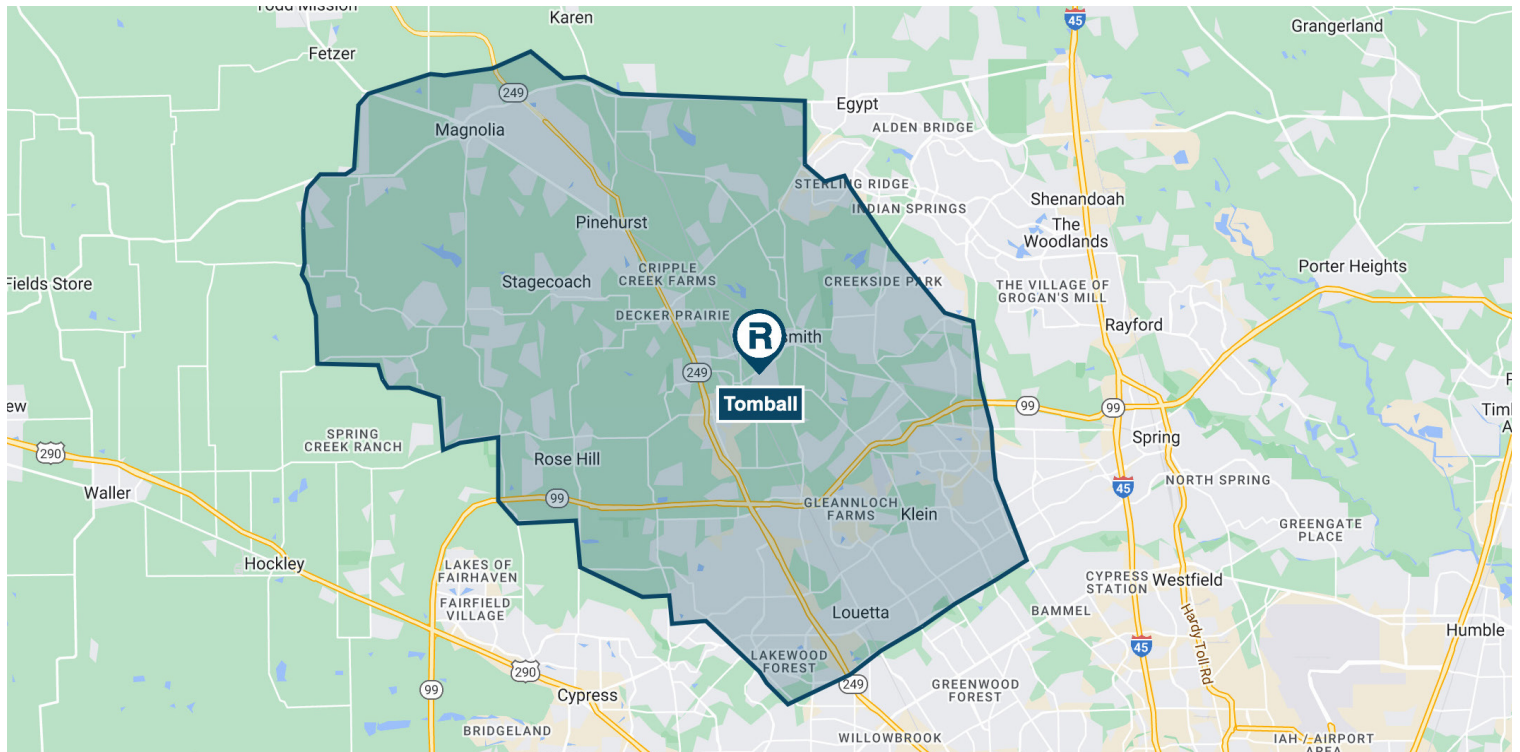 Karen
45
Grangerland
Fetzer
249
Egypt
ALDEN BRIDGE
Magnolia
STERLING RIDGE
INDIAN SPRINGS
Shenandoah
The
Woodlands
Pinehurst
CRIPPLE
CREEK FARMS
Stagecoach
CREEKSIDE PARK
THE VILLAGE OF
GROGAN'S MILL
Porter Heights
Fields Store
DECKER PRAIRIE
R
smith
Rayford
249
Tomball
99
99
ew
SPRING
CREEK RANCH
290
Rose Hill
Spring
Waller
99
GLEANNLOCH
FARMS
Klein
45
NORTH SPRING
GREENGATE
PLACE
Hockley
LAKES OF
FAIRHAVEN
FAIRFIELD
VILLAGE
CYPRESS
STATION
Westfield
Louetta
BAMMEL
Hardy Toll Rd
Humble
LAKEWOOD
FOREST
45
290
99
Cypress
249
GREENWOOD
FOREST
BRIDGELAND
WILLOWBROOK
IAH / AIRPORT
AREA